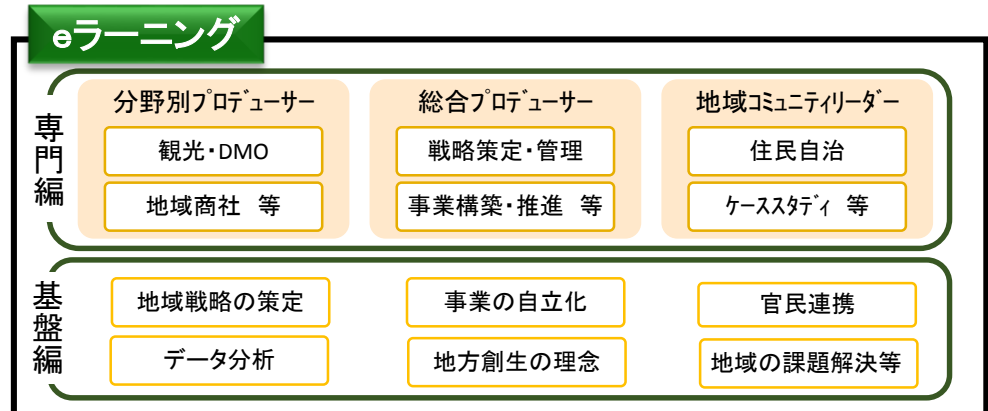 eラーニング
専門編
分野別ﾌﾟﾛﾃﾞｭｰｻｰ
観光・DMO
地域商社 等
総合ﾌﾟﾛﾃﾞｭｰｻｰ
戦略策定・管理
事業構築・推進 等
地域ｺﾐｭﾆﾃｨﾘｰﾀﾞｰ
住民自治
ｹｰｽｽﾀﾃﾞｨ 等
基盤編
地域戦略の策定
事業の自立化
官民連携
データ分析
地方創生の理念
地域の課題解決等